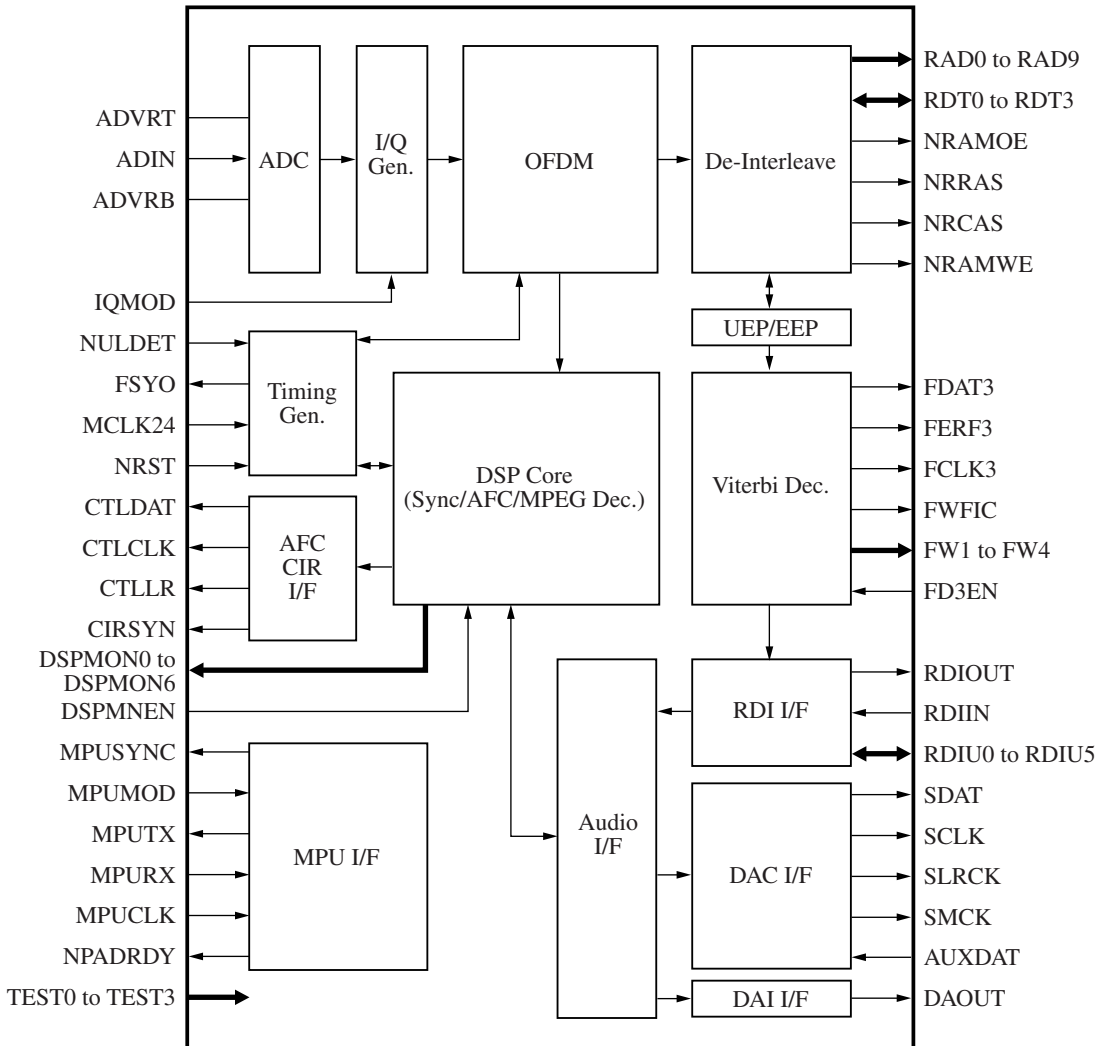 ADVRT
ADIN
ADVRB
IQMOD
NULDET
FSYO
MCLK24
NRST
CTLDAT
CTLCLK
CTLLR
CIRSYN
DSPMON0 to
DSPMON6
DSPMNEN
MPUSYNC
MPUMOD
MPUTX
MPURX
MPUCLK
NPADRDY
TEST0 to TEST3
ADC
I/Q
Gen.
OFDM
De-Interleave
UEP/EEP
Timing
Gen.
DSP Core
(Sync/AFC/MPEG Dec.)
Viterbi Dec.
AFC
CIR
I/F
RDI I/F
MPU I/F
Audio
I/F
DAC I/F
DAI I/F
RAD0 to RAD9
RDT0 to RDT3
NRAMOE
NRRAS
NRCAS
NRAMWE
FDAT3
FERF3
FCLK3
FWFIC
FW1 to FW4
FD3EN
RDIOUT
RDIIN
RDIU0 to RDIU5
SDAT
SCLK
SLRCK
SMCK
AUXDAT
DAOUT